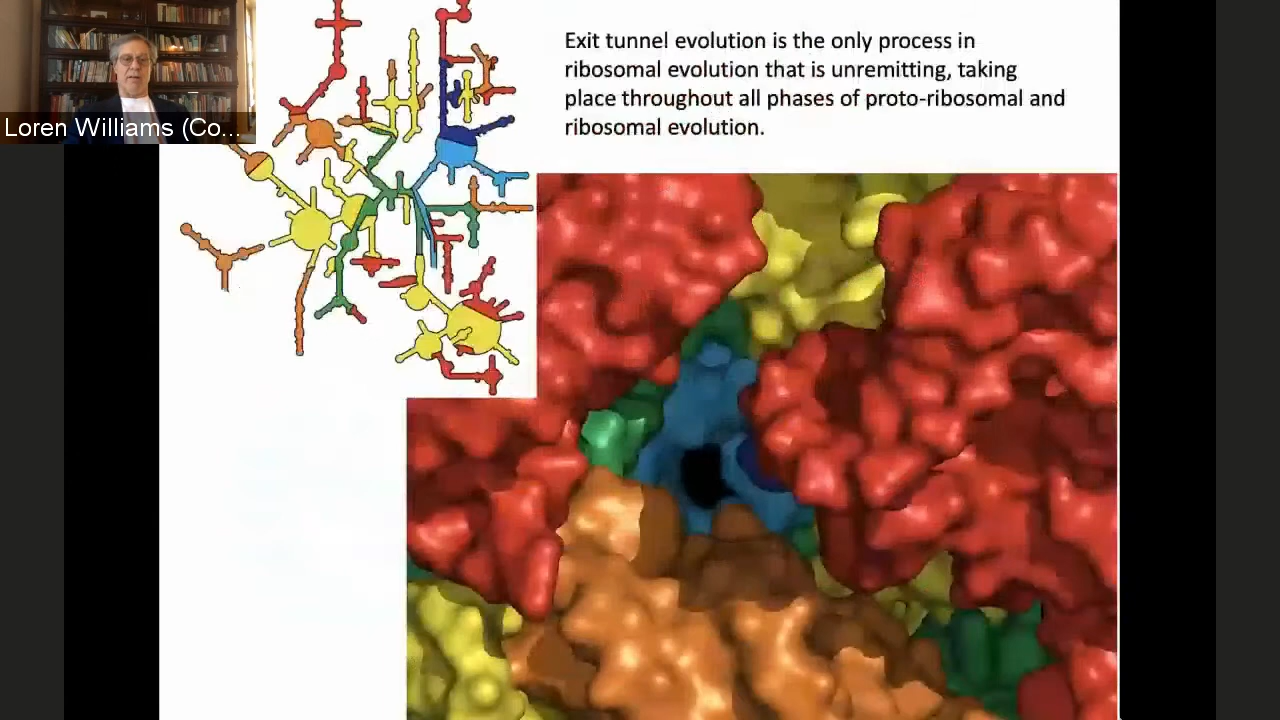 Exit tunnel evolution is the only process in
ribosomal evolution that is unremitting, taking
place throughout all phases of proto-ribosomal and
ribosomal evolution.
Loren Williams (Co...